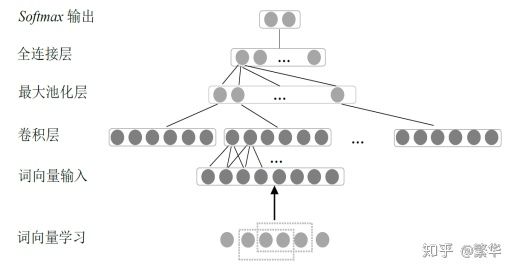 Softmax 输出
全连接层
...
最大池化层
...
卷积层
...
...
词向量输入
词向量学习
知乎 @繁华